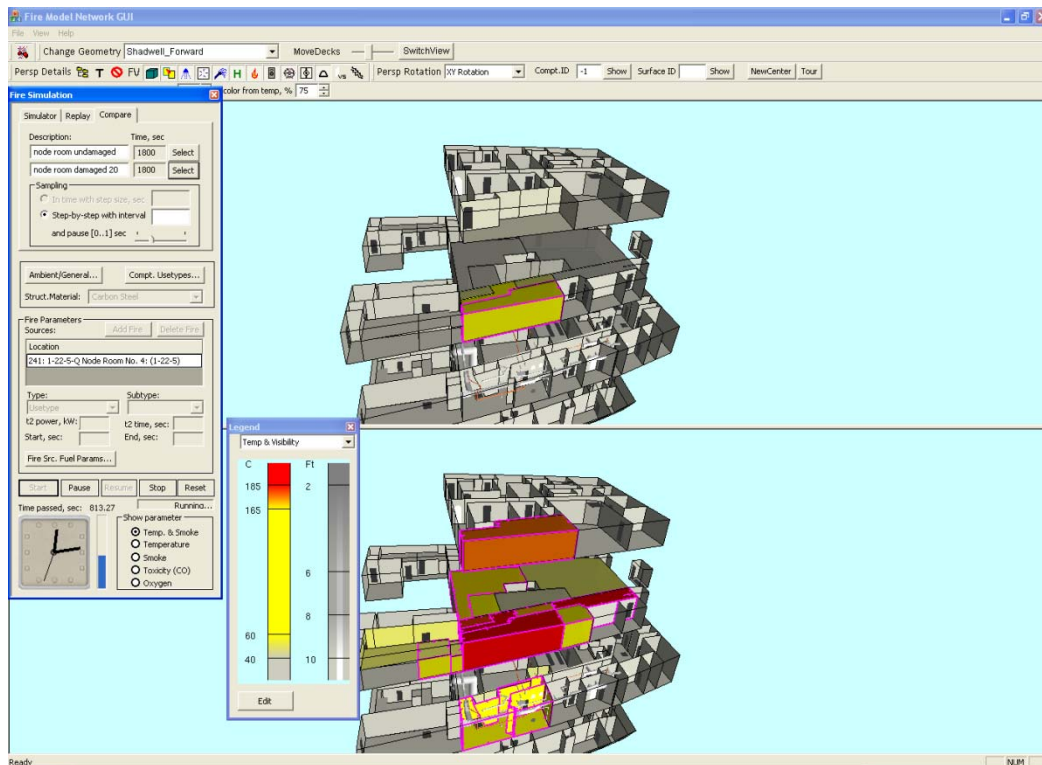 Fire Model Network GUI
File View Help
Change Geometry Shadwell_Forward MoveDecks SwitchView
Persp Details T FV H VS Persp Rotation XY Rotation Compt.ID -1 Show Surface ID Show NewCenter Tour
color from temp, % 75
Fire Simulation
Simulator Replay Compare
Description: Time, sec
node room undamaged 1800 Select
node room damaged 20 1800 Select
Sampling
In time with step size, sec
Step-by-step with interval
and pause [0..1] sec
Ambient/General... Compt. Usetypes...
Struct.Material: Carbon Steel
Fire Parameters
Sources: Add Fire Delete Fire
Location
241: 1-22-5-Q Node Room No. 4: (1-22-5)
Type: Subtype:
Usetype
t2 power, kW: t2 time, sec:
Start, sec: End, sec:
Fire Src. Fuel Params...
Start Pause Resume Stop Reset
Time passed, sec: 813.27 Running...
Show parameter
Temp. & Smoke
Temperature
Smoke
Toxicity (CO)
Oxygen
Legend
Temp & Visibility
C Ft
185 2
165
6
8
60
40 10
Edit
Ready NUM